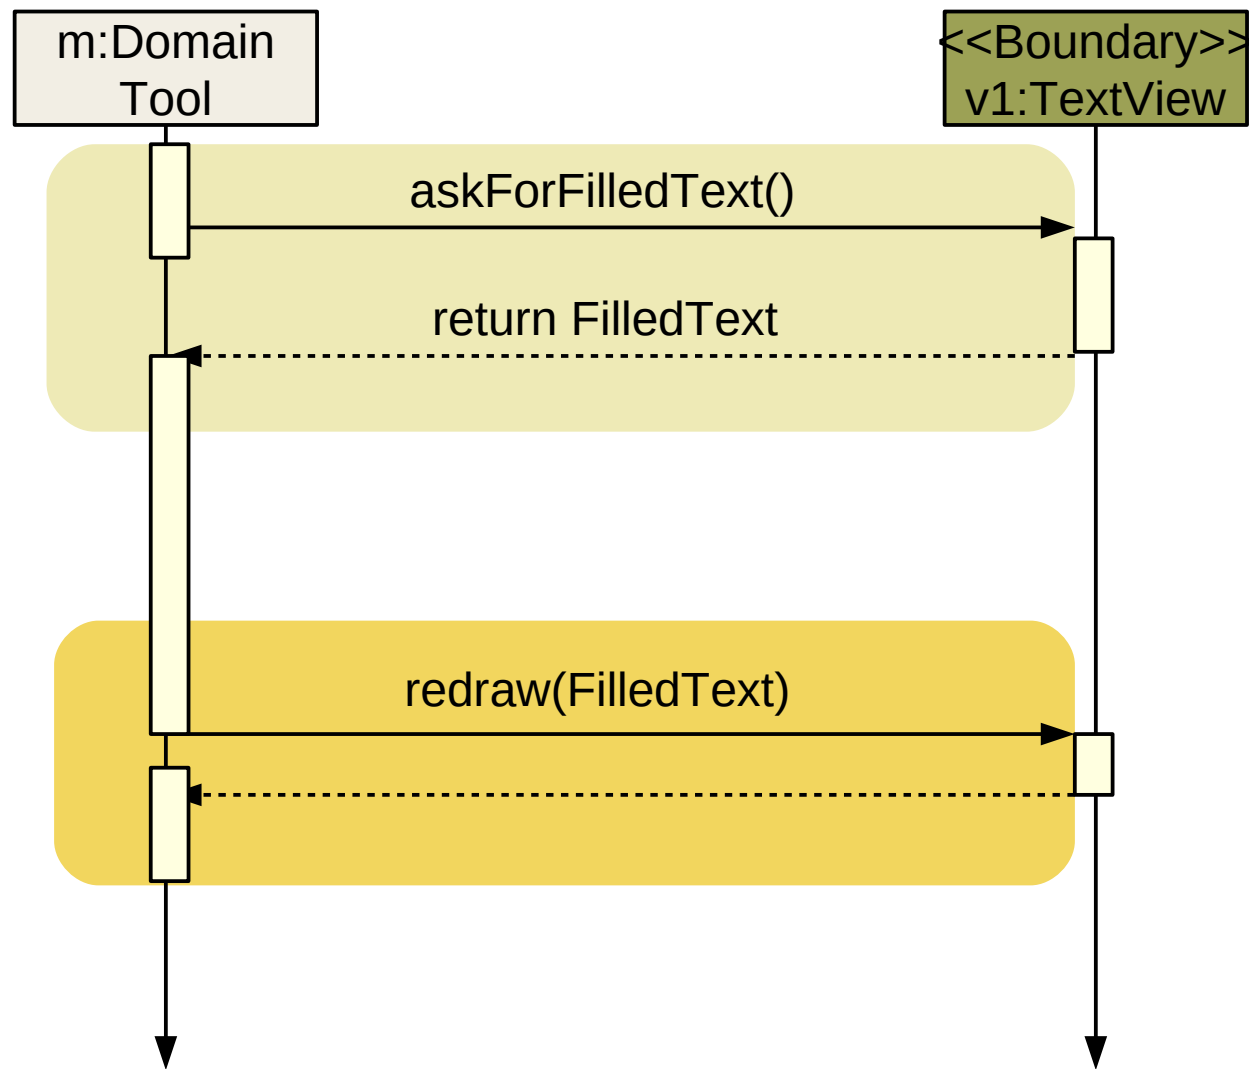 m:Domain
Tool
<<Boundary>>
v1:TextView
askForFilledText()
return FilledText
redraw(FilledText)